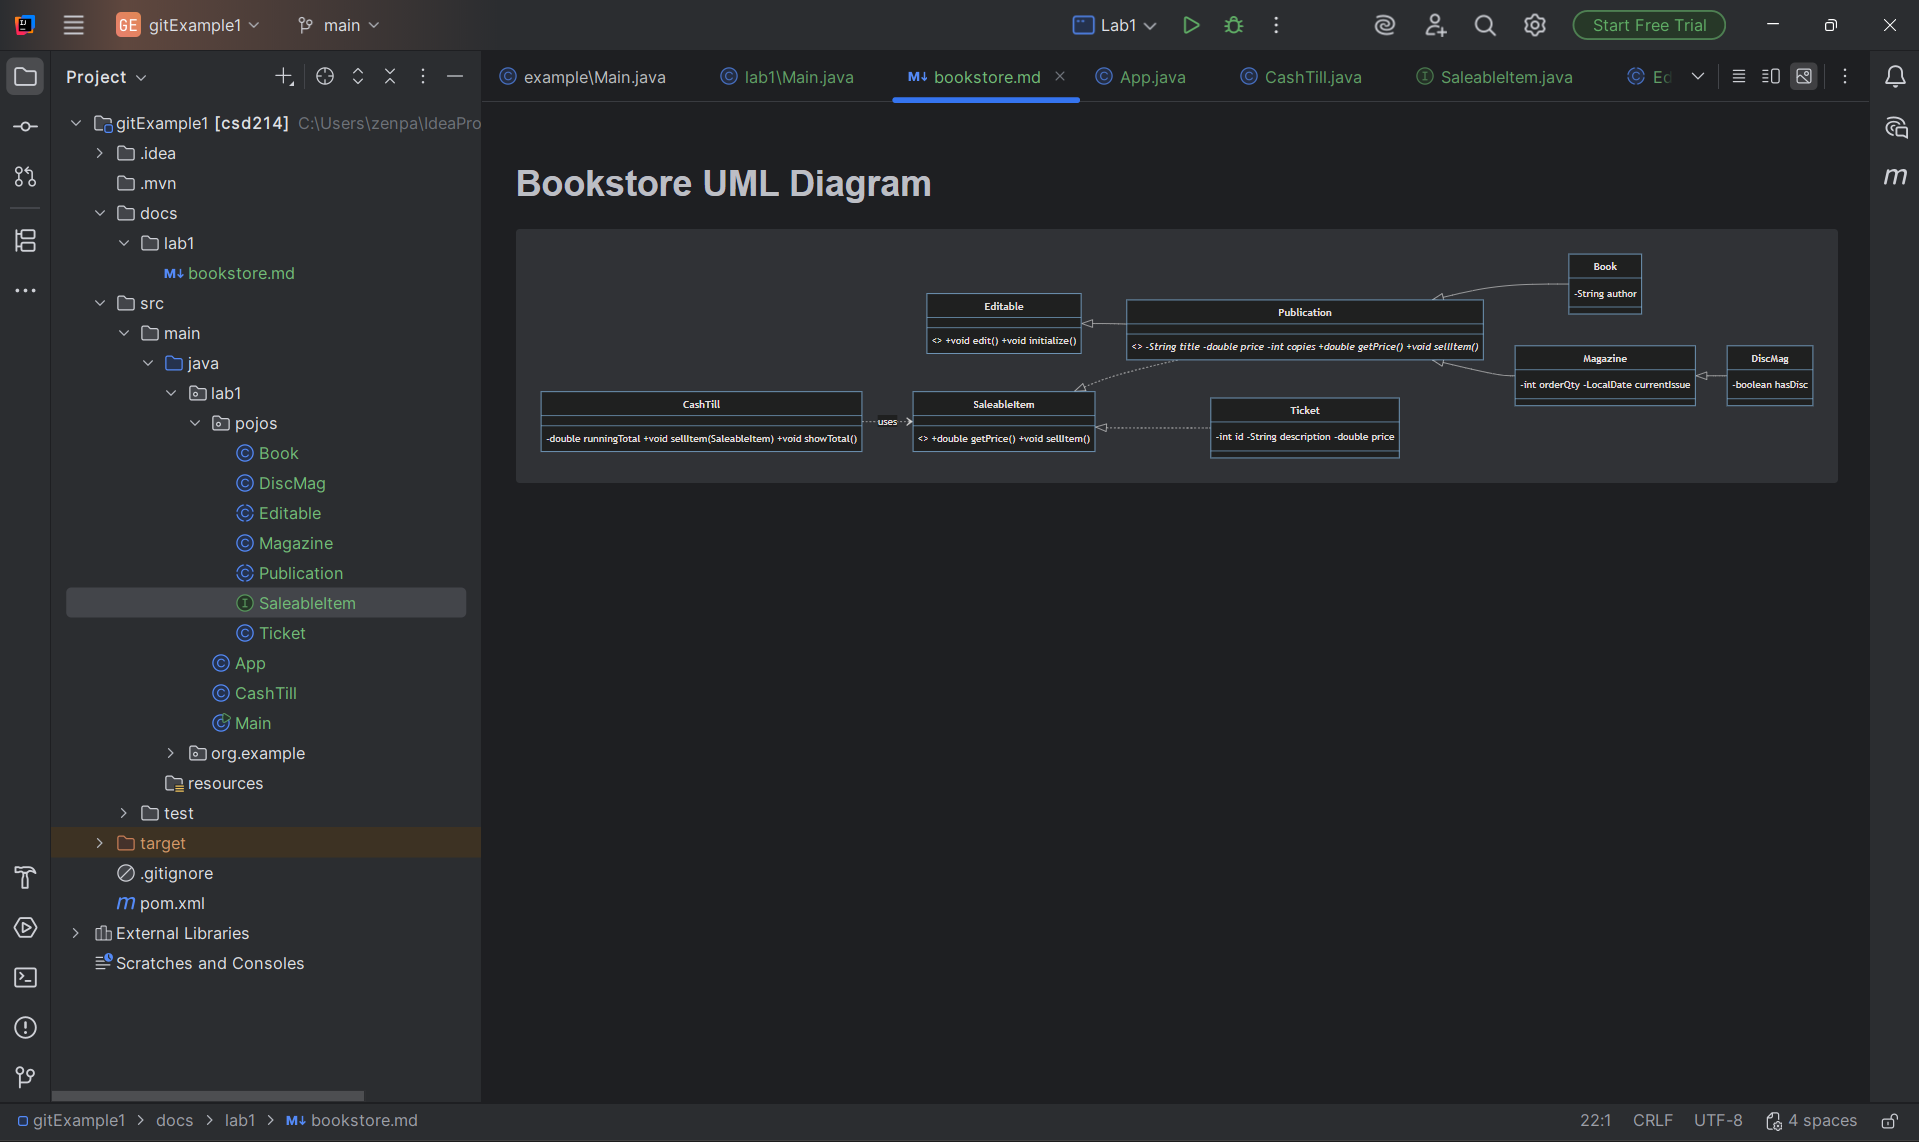 GE gitExample1 main Lab1 Start Free Trial
Project
example\Main.java lab1\Main.java M↓ bookstore.md App.java CashTill.java SaleableItem.java Ed
gitExample1 [csd214] C:\Users\zenpa\IdeaPro
.idea
.mvn
docs
lab1
M↓ bookstore.md
src
main
java
lab1
pojos
Book
DiscMag
Editable
Magazine
Publication
SaleableItem
Ticket
App
CashTill
Main
org.example
resources
test
target
.gitignore
m pom.xml
External Libraries
Scratches and Consoles
Bookstore UML Diagram
Book
-String author
Editable
<> +void edit() +void initialize()
Publication
<> -String title -double price -int copies +double getPrice() +void sellItem()
Magazine
-int orderQty -LocalDate currentIssue
DiscMag
-boolean hasDisc
CashTill
-double runningTotal +void sellItem(SaleableItem) +void showTotal()
uses
SaleableItem
<> +double getPrice() +void sellItem()
Ticket
-int id -String description -double price
m
gitExample1 > docs > lab1 > M↓ bookstore.md 22:1 CRLF UTF-8 4 spaces